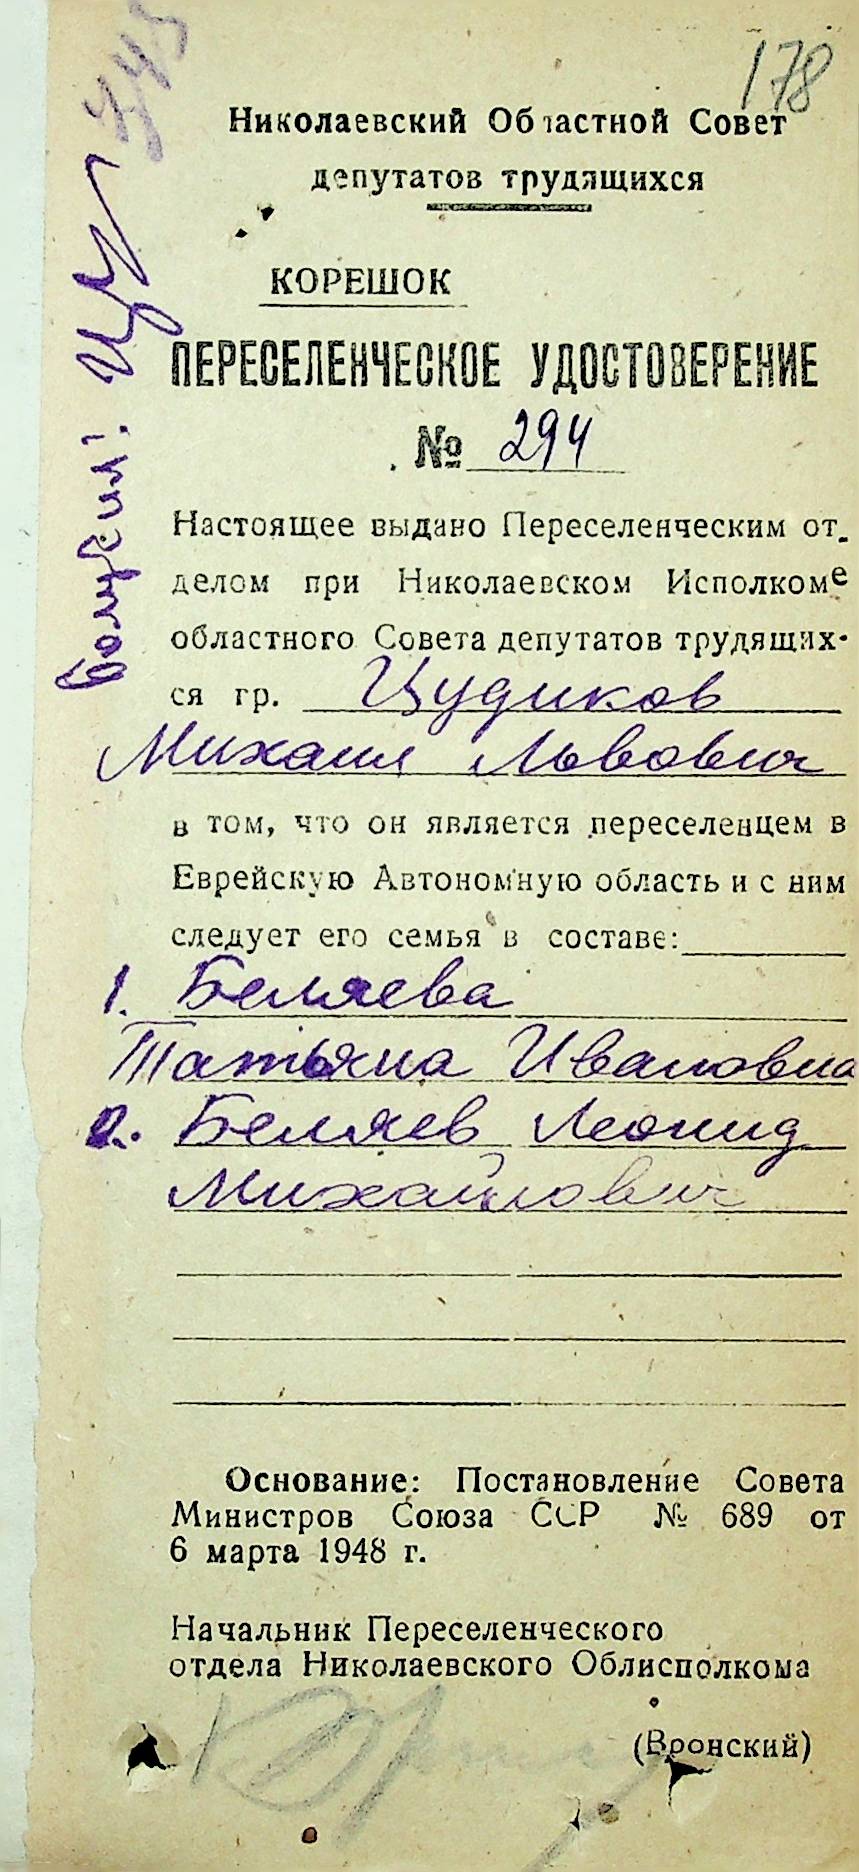 178
Николаевский Областной Совет
депутатов трудящихся
КОРЕШОК
ПЕРЕСЕЛЕНЧЕСКОЕ УДОСТОВЕРЕНИЕ
№ 294
Настоящее выдано Переселенческим от-
делом при Николаевском Исполкоме
областного Совета депутатов трудящих-
ся гр. Цудиков
Михаил Львович
в том, что он является переселенцем в
Еврейскую Автономную область и с ним
следует его семья в составе:
1. Беляева
Татьяна Ивановна
2. Беляев Леонид
Михайлович
Основание: Постановление Совета
Министров Союза ССР № 689 от
6 марта 1948 г.
Начальник Переселенческого
отдела Николаевского Облисполкома
(Вронский)